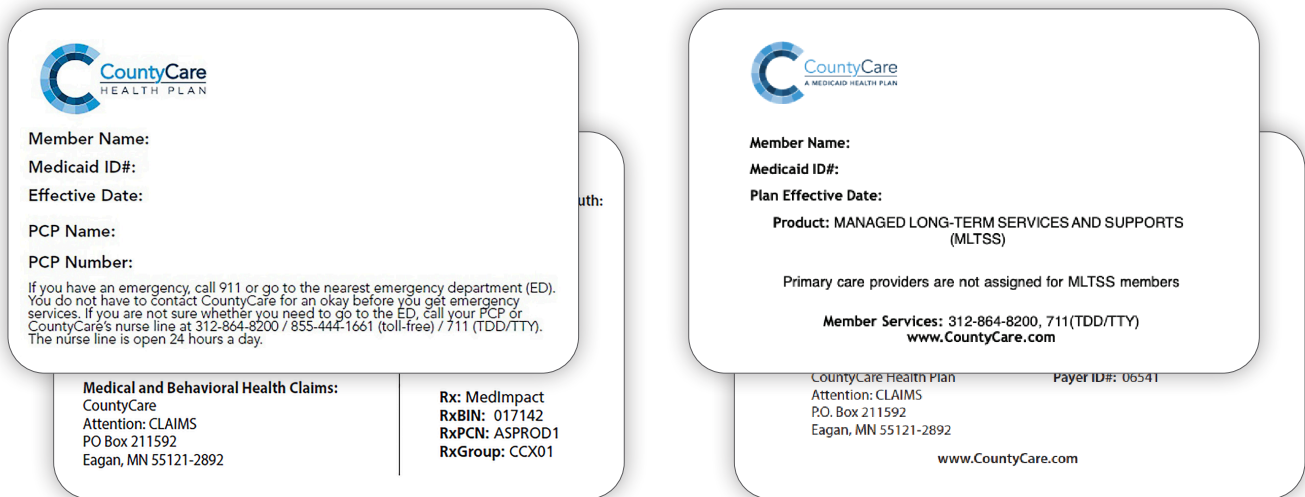 CountyCare
HEALTH PLAN
Member Name:
Medicaid ID#:
Effective Date:
PCP Name:
PCP Number:
If you have an emergency, call 911 or go to the nearest emergency department (ED).
You do not have to contact CountyCare for an okay before you get emergency
services. If you are not sure whether you need to go to the ED, call your PCP or
CountyCare's nurse line at 312-864-8200 / 855-444-1661 (toll-free) / 711 (TDD/TTY).
The nurse line is open 24 hours a day.
uth:
Medical and Behavioral Health Claims:
CountyCare
Attention: CLAIMS
PO Box 211592
Eagan, MN 55121-2892
Rx: MedImpact
RxBIN: 017142
RxPCN: ASPROD1
RxGroup: CCX01
CountyCare
A MEDICAID HEALTH PLAN
Member Name:
Medicaid ID#:
Plan Effective Date:
Product: MANAGED LONG-TERM SERVICES AND SUPPORTS
(MLTSS)
Primary care providers are not assigned for MLTSS members
Member Services: 312-864-8200, 711(TDD/TTY)
www.CountyCare.com
CountyCare Health Plan
Attention: CLAIMS
P.O. Box 211592
Eagan, MN 55121-2892
Payer ID#: 06541
www.CountyCare.com